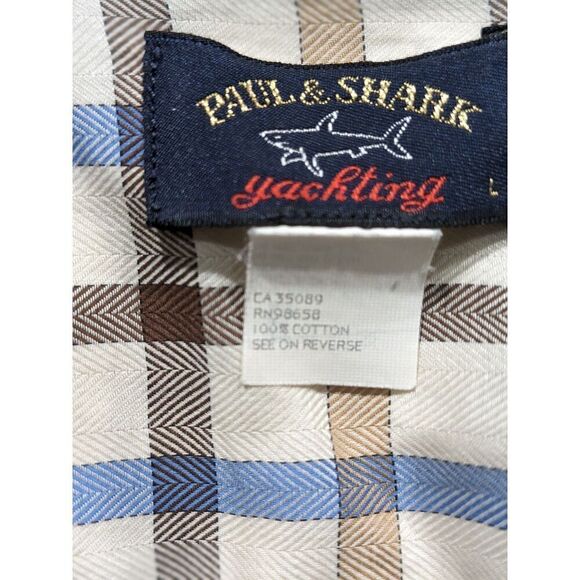 PAUL & SHARK
yachting
L
CA 35089
RN98658
100% COTTON
SEE ON REVERSE